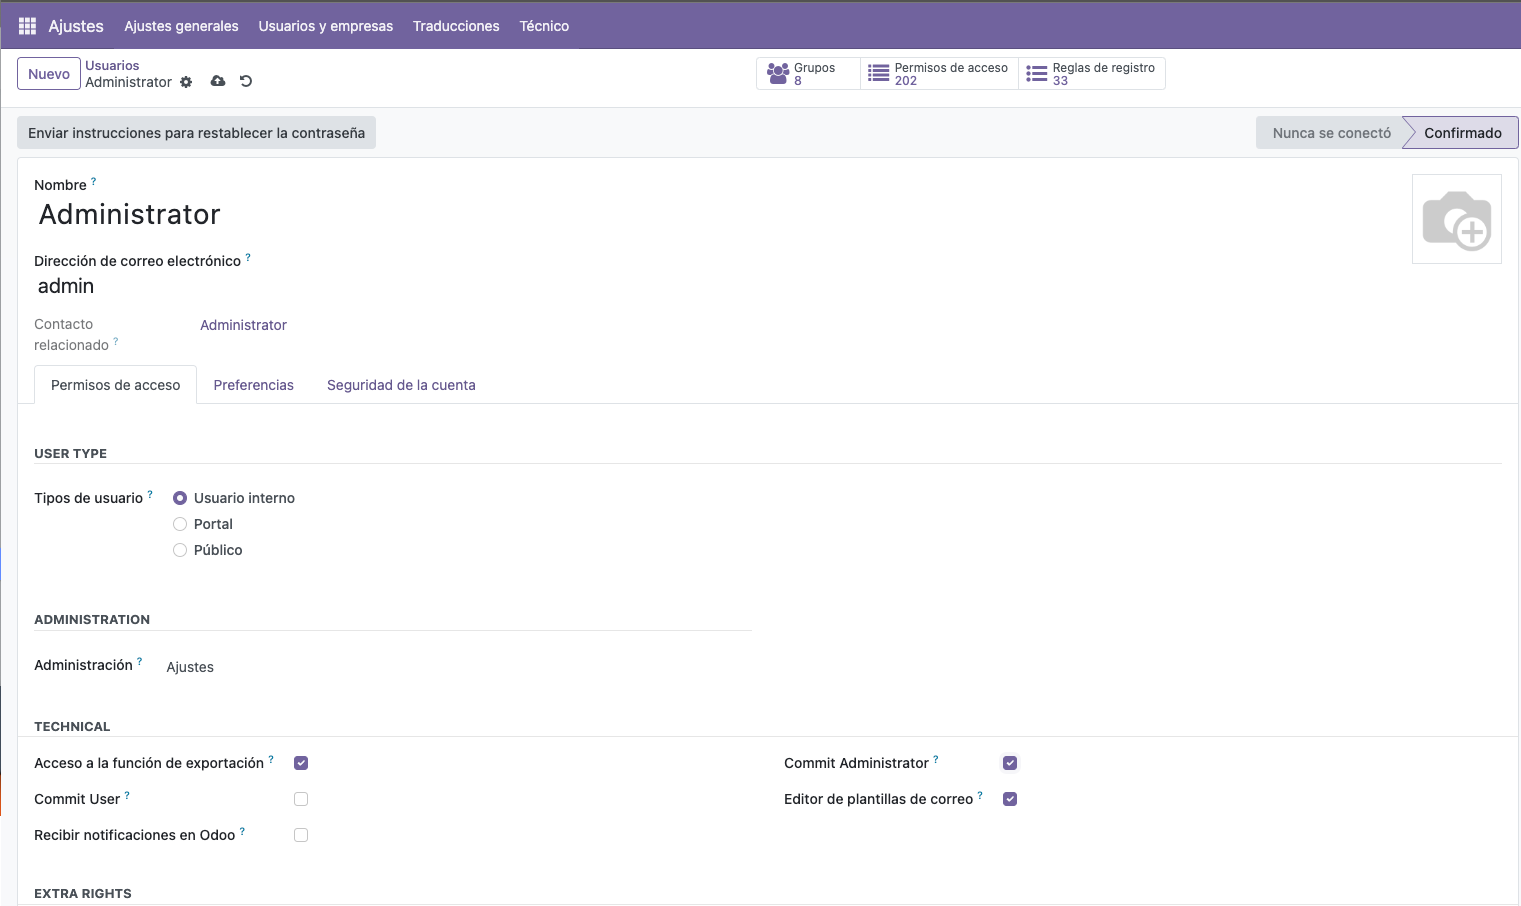 Ajustes Ajustes generales Usuarios y empresas Traducciones Técnico
Nuevo
Usuarios
Administrator
Grupos
8
Permisos de acceso
202
Reglas de registro
33
Enviar instrucciones para restablecer la contraseña
Nunca se conectó
Confirmado
Nombre ?
Administrator
Dirección de correo electrónico ?
admin
Contacto
relacionado ?
Administrator
Permisos de acceso
Preferencias
Seguridad de la cuenta
USER TYPE
Tipos de usuario ?
Usuario interno
Portal
Público
ADMINISTRATION
Administración ?
Ajustes
TECHNICAL
Acceso a la función de exportación ?
Commit Administrator ?
Commit User ?
Editor de plantillas de correo ?
Recibir notificaciones en Odoo ?
EXTRA RIGHTS